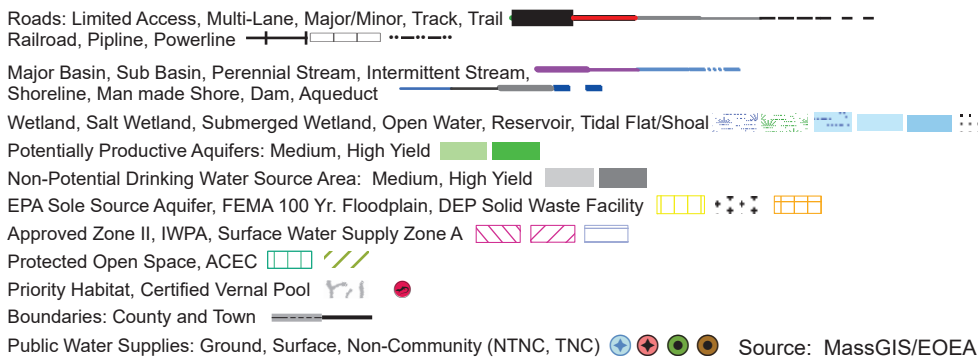 Roads: Limited Access, Multi-Lane, Major/Minor, Track, Trail
Railroad, Pipline, Powerline
Major Basin, Sub Basin, Perennial Stream, Intermittent Stream,
Shoreline, Man made Shore, Dam, Aqueduct
Wetland, Salt Wetland, Submerged Wetland, Open Water, Reservoir, Tidal Flat/Shoal
Potentially Productive Aquifers: Medium, High Yield
Non-Potential Drinking Water Source Area: Medium, High Yield
EPA Sole Source Aquifer, FEMA 100 Yr. Floodplain, DEP Solid Waste Facility
Approved Zone II, IWPA, Surface Water Supply Zone A
Protected Open Space, ACEC
Priority Habitat, Certified Vernal Pool
Boundaries: County and Town
Public Water Supplies: Ground, Surface, Non-Community (NTNC, TNC) Source: MassGIS/EOEA